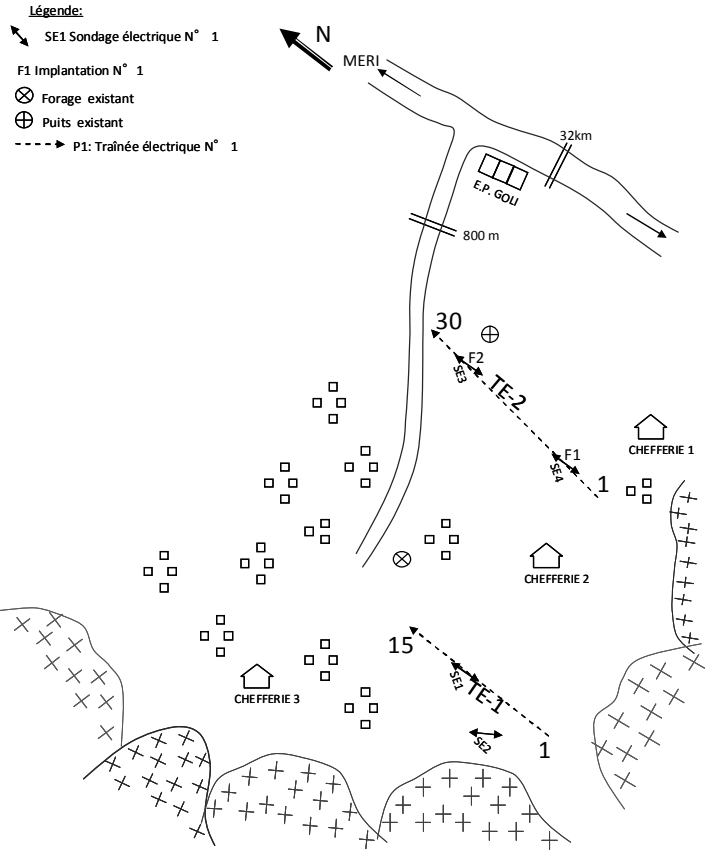 Légende:
SE1 Sondage électrique N° 1
F1 Implantation N° 1
Forage existant
Puits existant
P1: Traînée électrique N° 1
N
MERI
32km
E.P. GOLI
800 m
30
F2
SE3
TE-2
CHEFFERIE 1
F1
SE4
1
CHEFFERIE 2
15
SE1
TE-1
CHEFFERIE 3
SE2
1